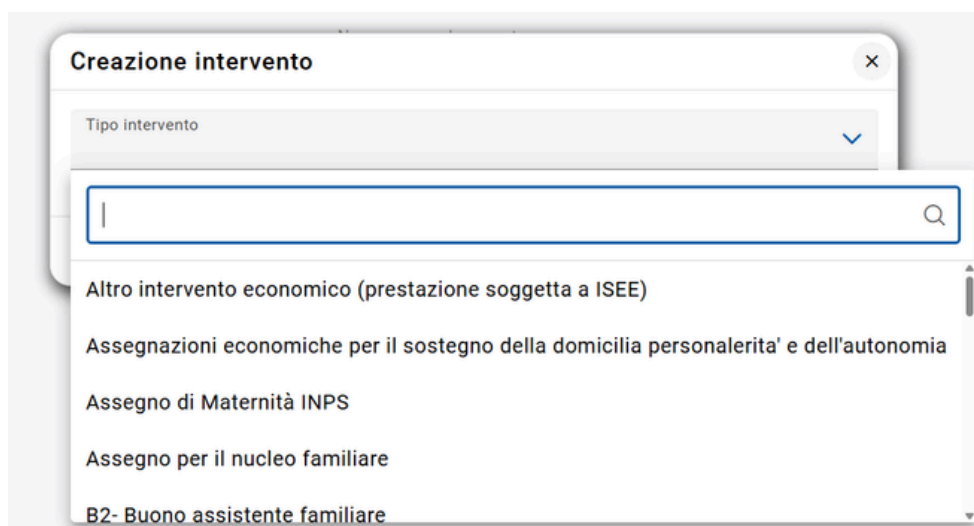 Creazione intervento
Tipo intervento
Altro intervento economico (prestazione soggetta a ISEE)
Assegnazioni economiche per il sostegno della domicilia personalerita' e dell'autonomia
Assegno di Maternità INPS
Assegno per il nucleo familiare
B2- Buono assistente familiare